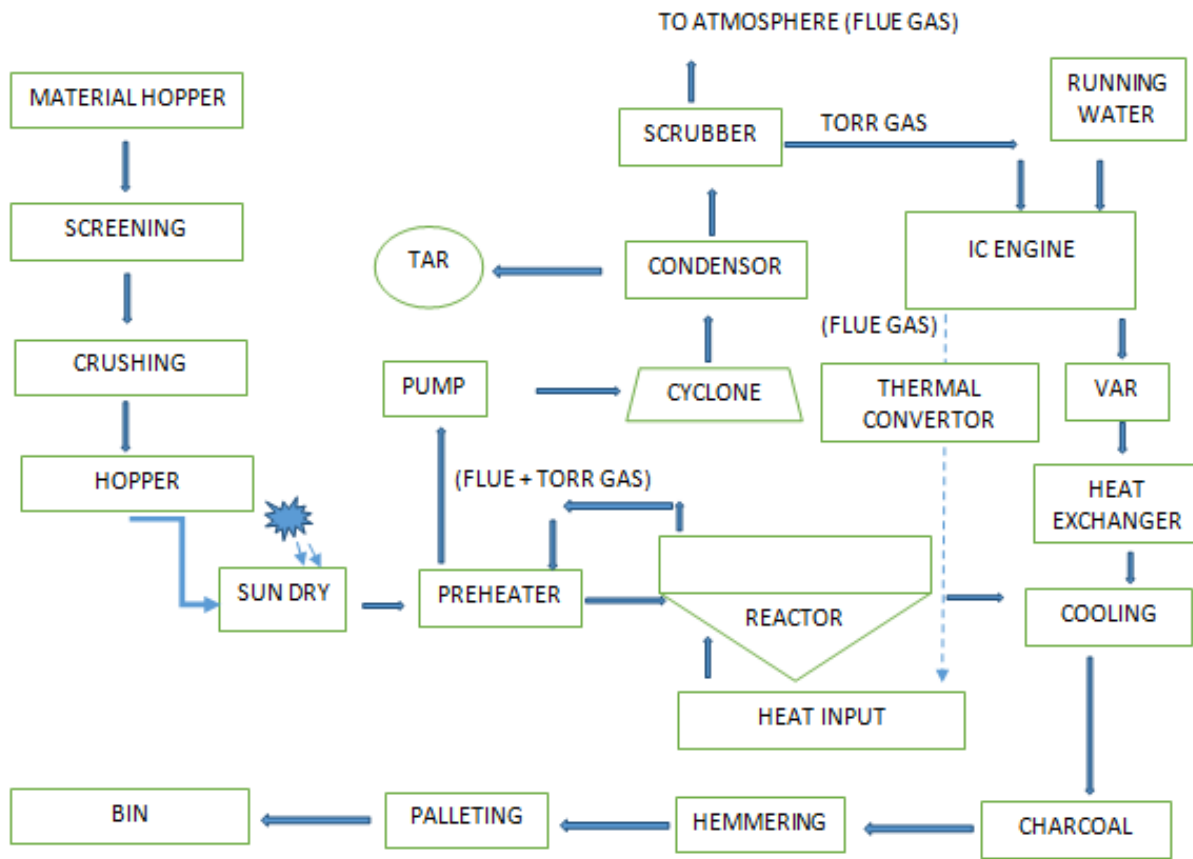 TO ATMOSPHERE (FLUE GAS)
MATERIAL HOPPER
RUNNING
WATER
SCRUBBER
TORR GAS
SCREENING
TAR
CONDENSOR
IC ENGINE
(FLUE GAS)
CRUSHING
PUMP
CYCLONE
THERMAL
CONVERTOR
VAR
HOPPER
(FLUE + TORR GAS)
HEAT
EXCHANGER
SUN DRY
PREHEATER
REACTOR
COOLING
HEAT INPUT
BIN
PALLETING
HEMMERING
CHARCOAL